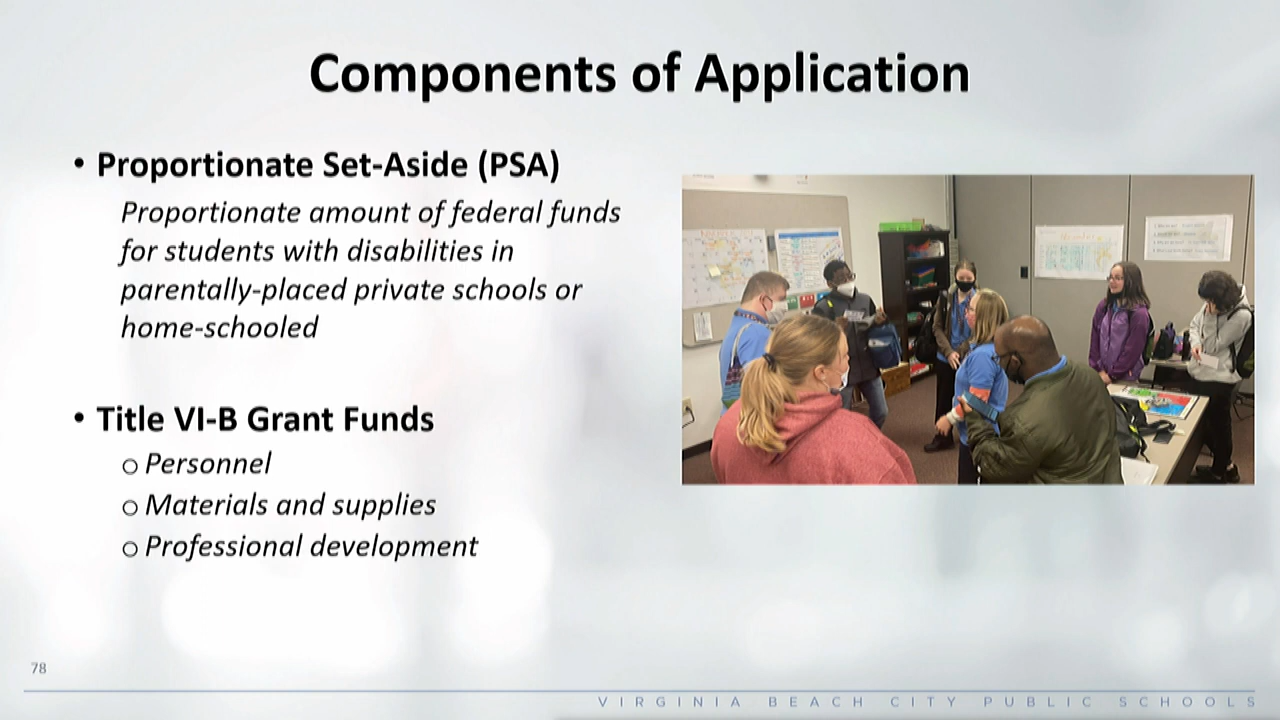 Components of Application
• Proportionate Set-Aside (PSA)
Proportionate amount of federal funds
for students with disabilities in
parentally-placed private schools or
home-schooled
• Title VI-B Grant Funds
o Personnel
o Materials and supplies
o Professional development
78
VIRGINIA BEACH CITY PUBLIC SCHOOLS